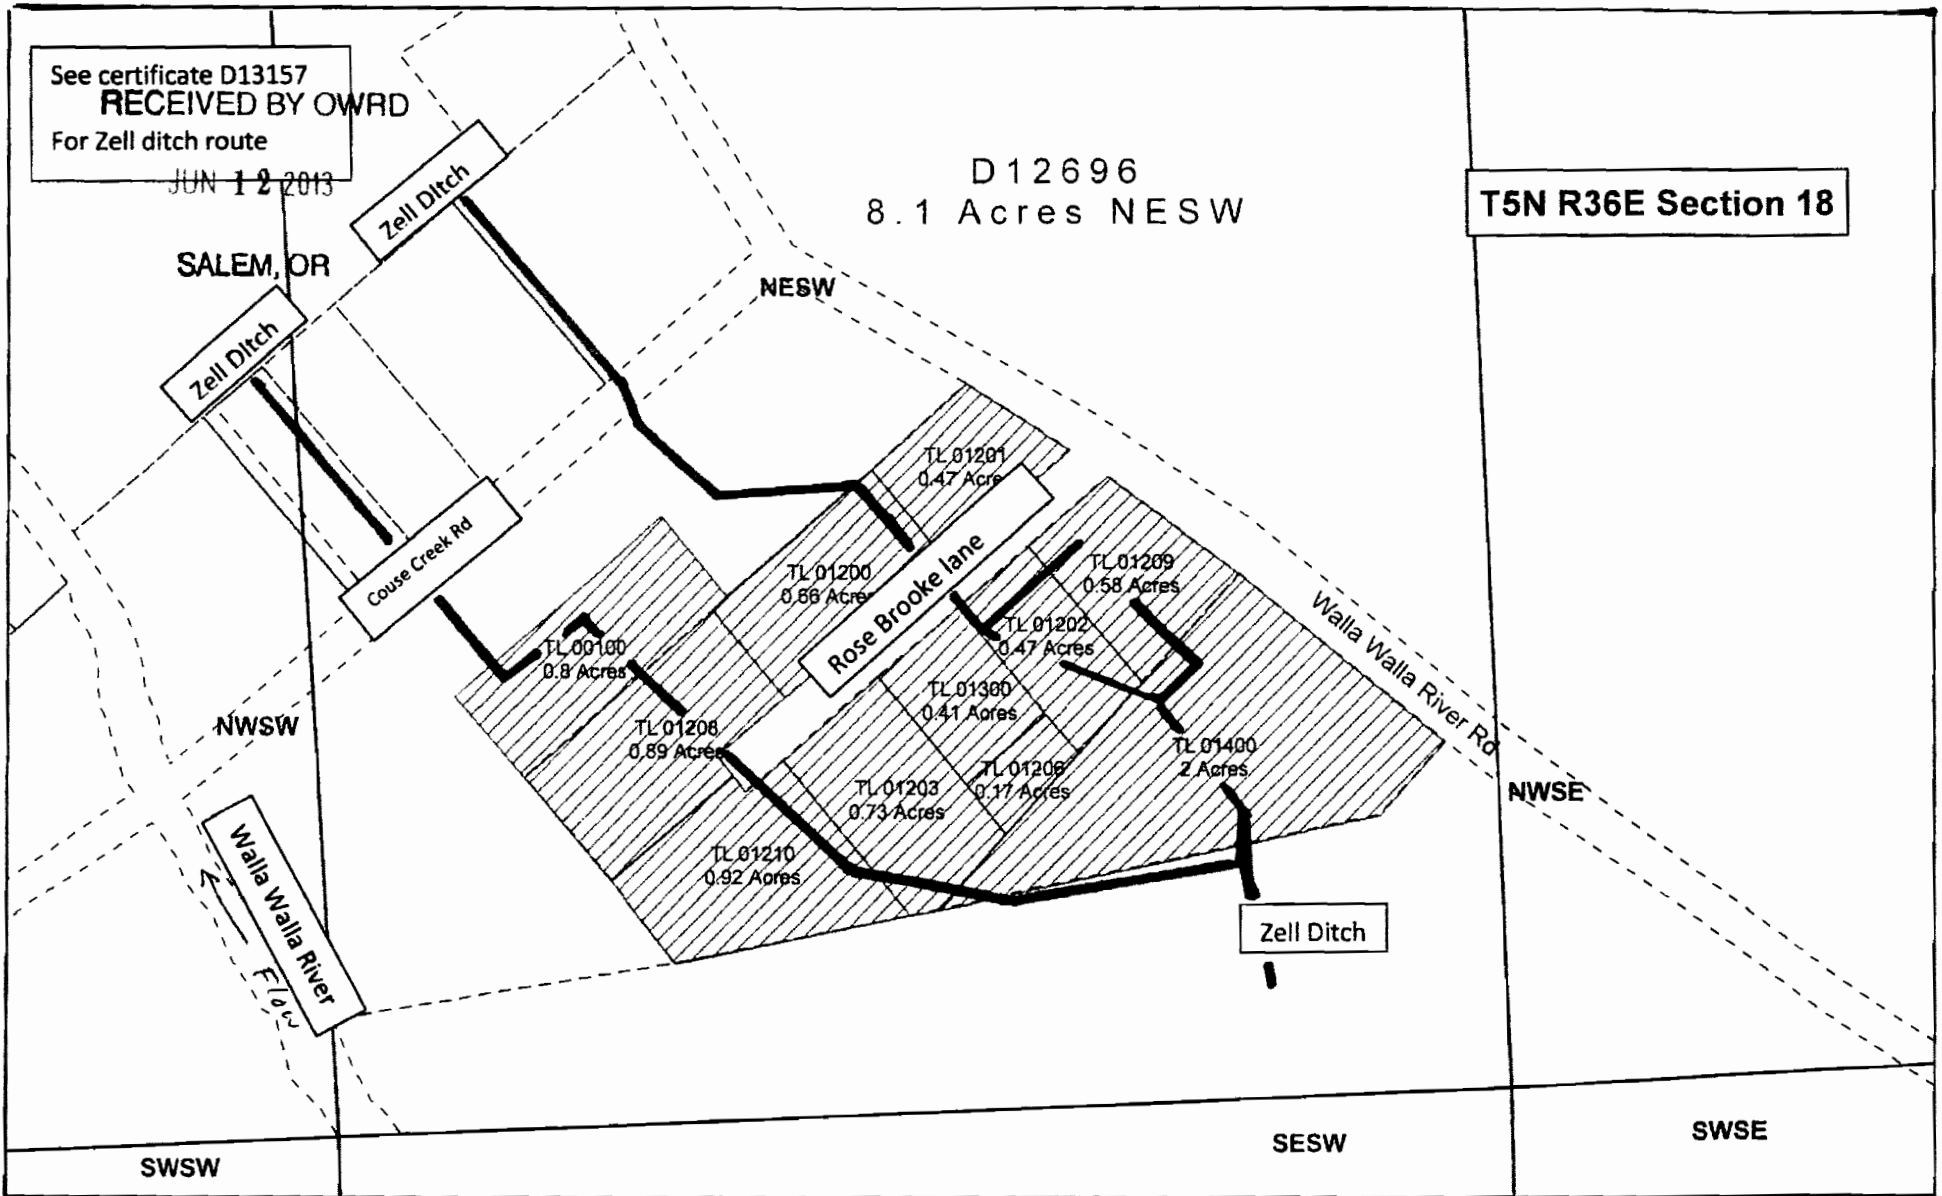 See certificate D13157
RECEIVED BY OWRD
For Zell ditch route
JUN 12 2013
SALEM, OR
D12696
8.1 Acres NESW
T5N R36E Section 18
Zell DItch
Zell DItch
NESW
Couse Creek Rd
TL 01201
0.47 Acre
TL 01200
Rose Brooke lane
TL 01209
0.58 Acres
TL 01202
0.47 Acres
TL 00100
0.8 Acres
TL 01300
0.41 Acres
Walla Walla River Rd
NWSW
TL 01208
0.89 Acres
TL 01400
2 Acres
TL 01206
0.17 Acres
TL 01203
0.73 Acres
NWSE
TL 01210
0.92 Acres
Walla Walla River
Flow
Zell Ditch
SWSW
SESW
SWSE